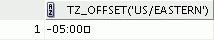 TZ_OFFSET('US/EASTERN')
1 -05:00□